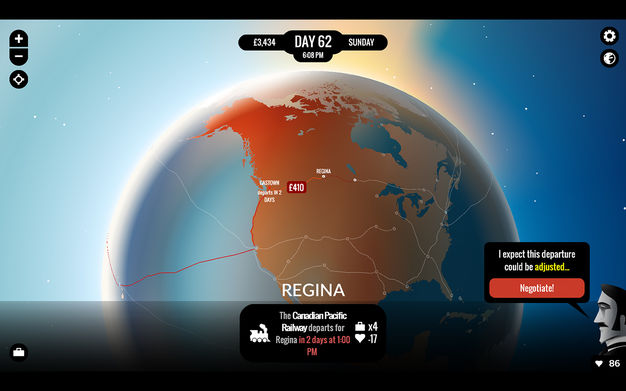 £3,434
DAY 62
SUNDAY
6:08 PM
REGINA
GASTOWN
departs IN 2
DAYS
£410
I expect this departure
could be adjusted...
Negotiate!
REGINA
The Canadian Pacific
Railway departs for
Regina in 2 days at 1:00
PM
x4
-17
86